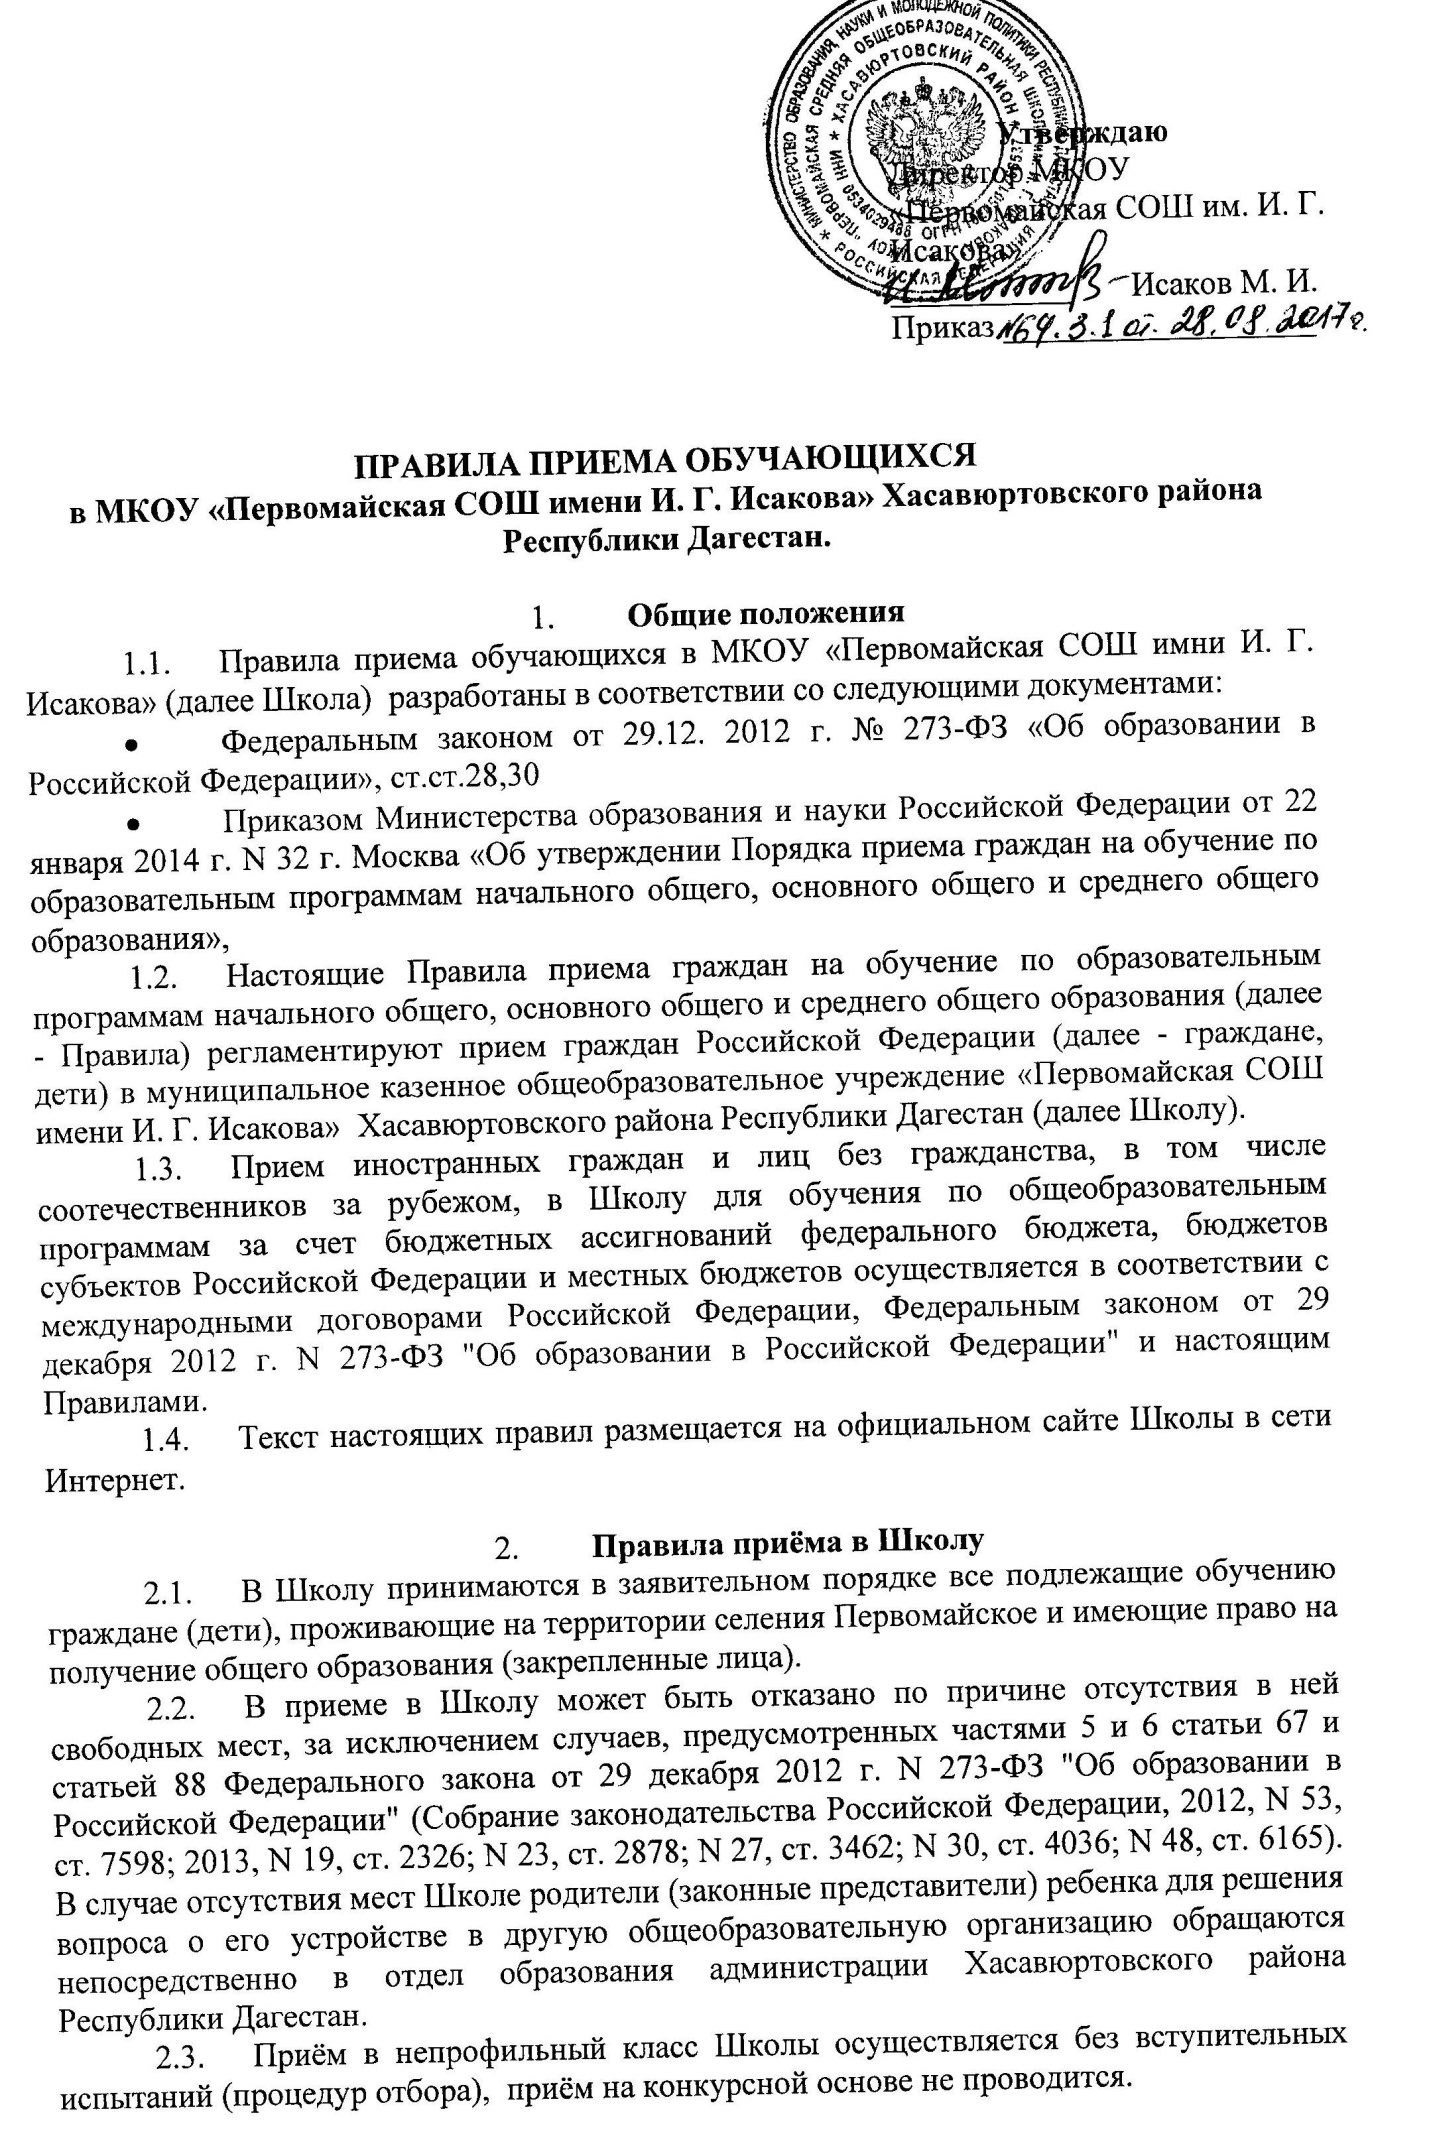 МИНИСТЕРСТВО ОБРАЗОВАНИЯ, НАУКИ И МОЛОДЕЖНОЙ ПОЛИТИКИ
СРЕДНЯЯ ОБЩЕОБРАЗОВАТЕЛЬНАЯ
ХАСАВЮРТОВСКИЙ РАЙОН
РОССИЙСКАЯ ФЕДЕРАЦИЯ
ИНН 0534029488 ОГРН
Утверждаю
Директор МКОУ
«Первомайская СОШ им. И. Г.
Исакова»
Исаков М. И.
Приказ №64.3.1 от. 28.08.2017г.
ПРАВИЛА ПРИЕМА ОБУЧАЮЩИХСЯ
в МКОУ «Первомайская СОШ имени И. Г. Исакова» Хасавюртовского района
Республики Дагестан.
1. Общие положения
1.1. Правила приема обучающихся в МКОУ «Первомайская СОШ имни И. Г.
Исакова» (далее Школа) разработаны в соответствии со следующими документами:
• Федеральным законом от 29.12. 2012 г. № 273-ФЗ «Об образовании в
Российской Федерации», ст.ст.28,30
• Приказом Министерства образования и науки Российской Федерации от 22
января 2014 г. N 32 г. Москва «Об утверждении Порядка приема граждан на обучение по
образовательным программам начального общего, основного общего и среднего общего
образования»,
1.2. Настоящие Правила приема граждан на обучение по образовательным
программам начального общего, основного общего и среднего общего образования (далее
- Правила) регламентируют прием граждан Российской Федерации (далее - граждане,
дети) в муниципальное казенное общеобразовательное учреждение «Первомайская СОШ
имени И. Г. Исакова» Хасавюртовского района Республики Дагестан (далее Школу).
1.3. Прием иностранных граждан и лиц без гражданства, в том числе
соотечественников за рубежом, в Школу для обучения по общеобразовательным
программам за счет бюджетных ассигнований федерального бюджета, бюджетов
субъектов Российской Федерации и местных бюджетов осуществляется в соответствии с
международными договорами Российской Федерации, Федеральным законом от 29
декабря 2012 г. N 273-ФЗ "Об образовании в Российской Федерации" и настоящим
Правилами.
1.4. Текст настоящих правил размещается на официальном сайте Школы в сети
Интернет.
2. Правила приёма в Школу
2.1. В Школу принимаются в заявительном порядке все подлежащие обучению
граждане (дети), проживающие на территории селения Первомайское и имеющие право на
получение общего образования (закрепленные лица).
2.2. В приеме в Школу может быть отказано по причине отсутствия в ней
свободных мест, за исключением случаев, предусмотренных частями 5 и 6 статьи 67 и
статьей 88 Федерального закона от 29 декабря 2012 г. N 273-ФЗ "Об образовании в
Российской Федерации" (Собрание законодательства Российской Федерации, 2012, N 53,
ст. 7598; 2013, N 19, ст. 2326; N 23, ст. 2878; N 27, ст. 3462; N 30, ст. 4036; N 48, ст. 6165).
В случае отсутствия мест Школе родители (законные представители) ребенка для решения
вопроса о его устройстве в другую общеобразовательную организацию обращаются
непосредственно в отдел образования администрации Хасавюртовского района
Республики Дагестан.
2.3. Приём в непрофильный класс Школы осуществляется без вступительных
испытаний (процедур отбора), приём на конкурсной основе не проводится.